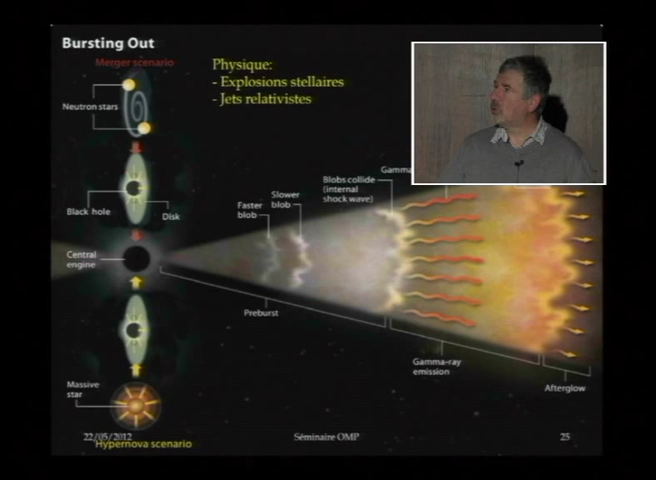 Bursting Out
Merger scenario
Physique:
- Explosions stellaires
- Jets relativistes
Neutron stars
Black hole
Disk
Faster
blob
Slower
blob
Blobs collide
(internal
shock wave)
Gamma
Central
engine
Preburst
Gamma-ray
emission
Afterglow
Massive
star
22/05/2012
Hypernova scenario
Séminaire OMP
25